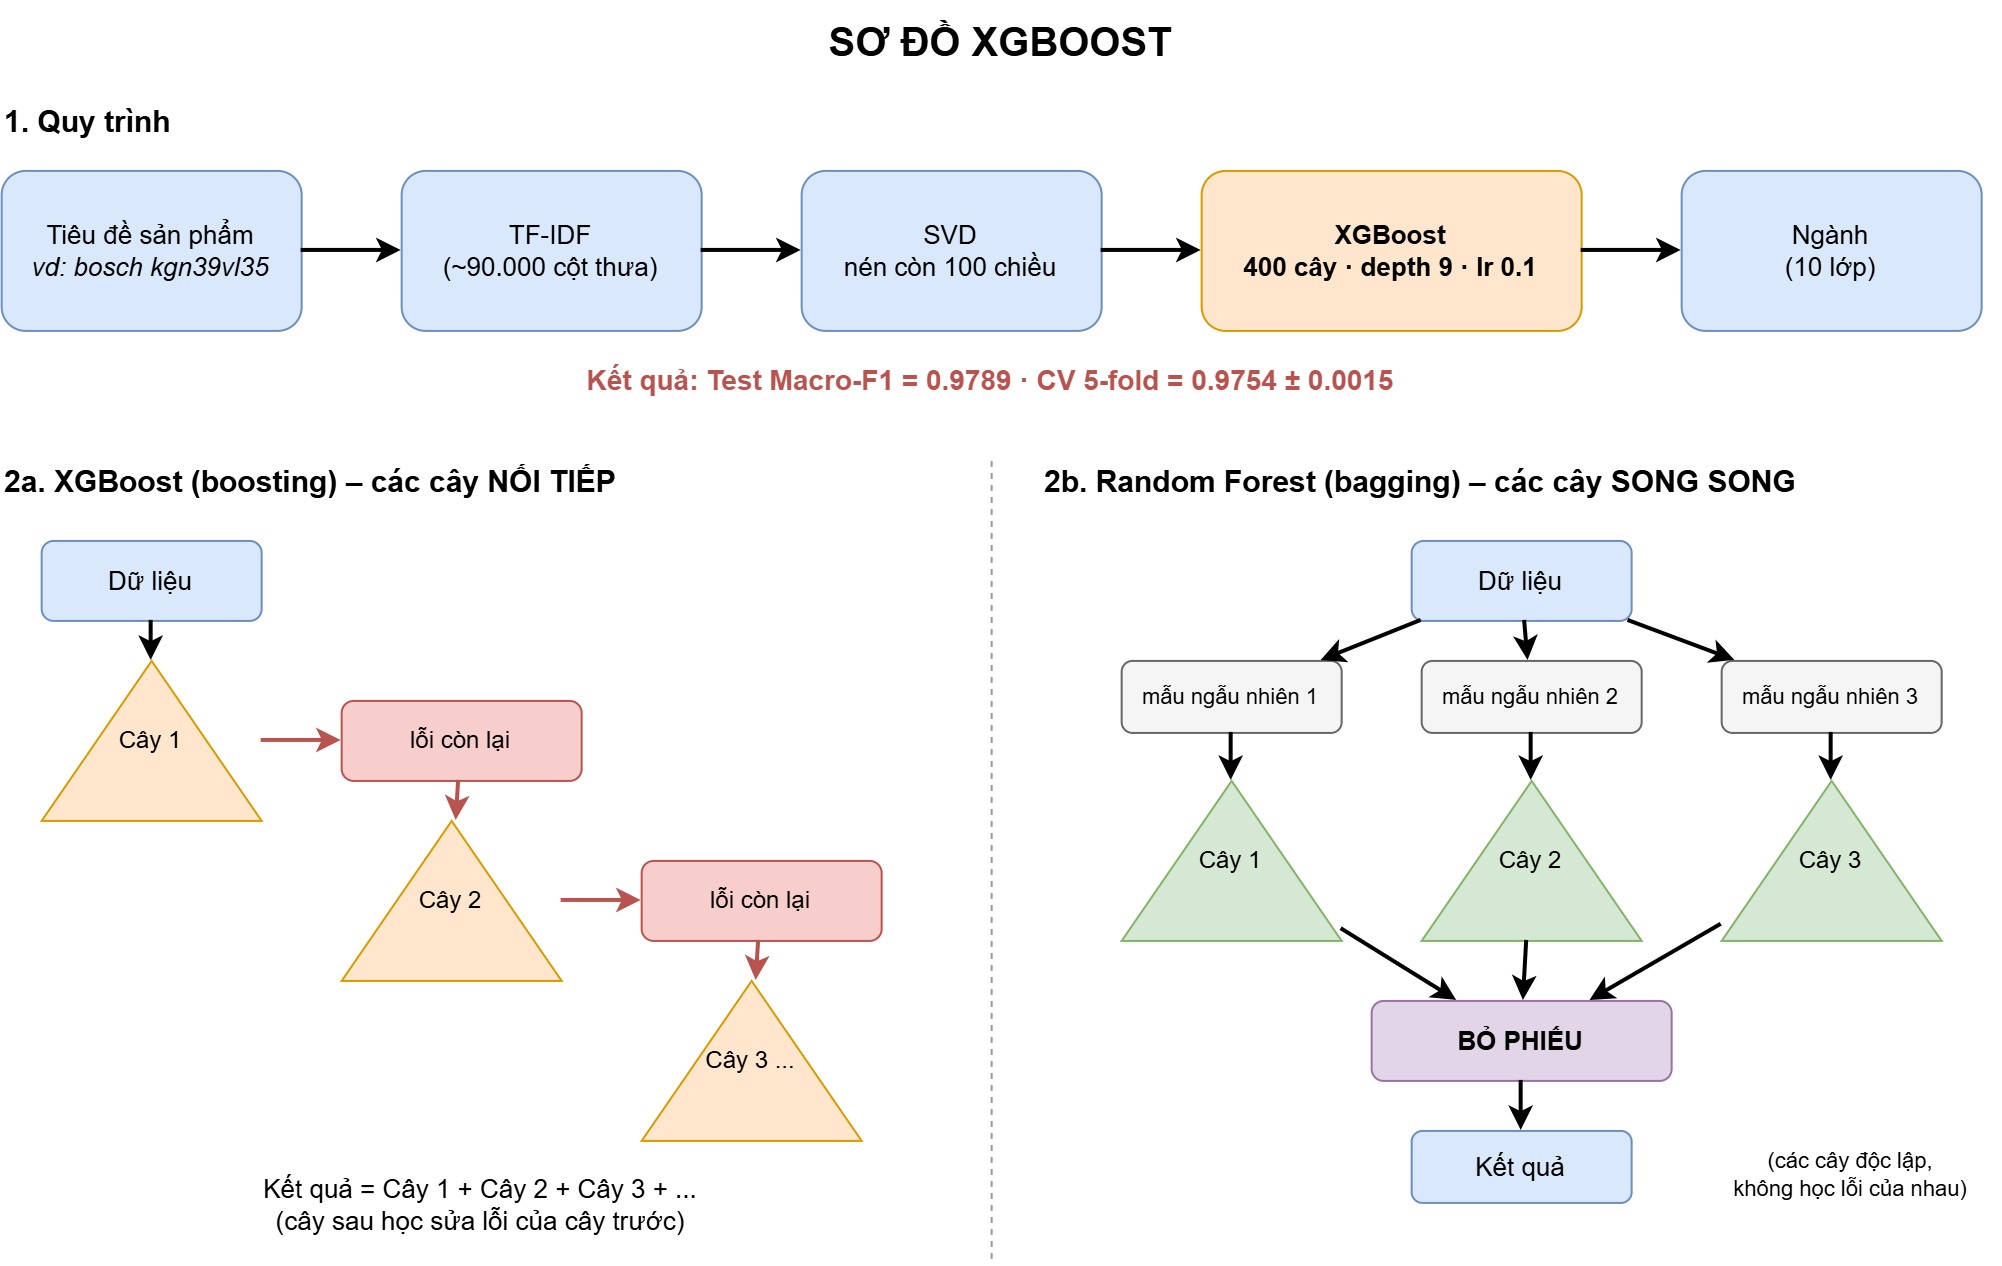 SƠ ĐỒ XGBOOST
1. Quy trình
Tiêu đề sản phẩm
vd: bosch kgn39vl35
TF-IDF
(~90.000 cột thưa)
SVD
nén còn 100 chiều
XGBoost
400 cây · depth 9 · lr 0.1
Ngành
(10 lớp)
Kết quả: Test Macro-F1 = 0.9789 · CV 5-fold = 0.9754 ± 0.0015
2a. XGBoost (boosting) – các cây NỐI TIẾP
Dữ liệu
Cây 1
lỗi còn lại
Cây 2
lỗi còn lại
Cây 3 ...
Kết quả = Cây 1 + Cây 2 + Cây 3 + ...
(cây sau học sửa lỗi của cây trước)
2b. Random Forest (bagging) – các cây SONG SONG
Dữ liệu
mẫu ngẫu nhiên 1
mẫu ngẫu nhiên 2
mẫu ngẫu nhiên 3
Cây 1
Cây 2
Cây 3
BỎ PHIẾU
Kết quả
(các cây độc lập,
không học lỗi của nhau)